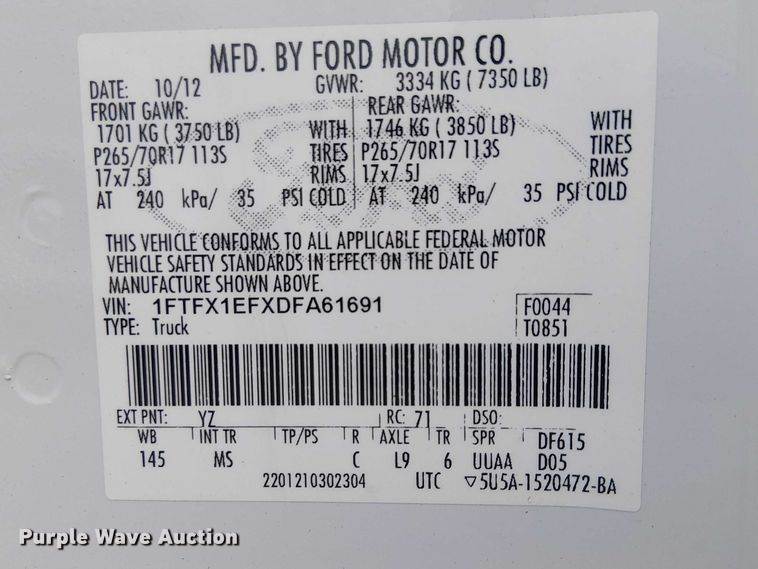 MFD. BY FORD MOTOR CO.
DATE: 10/12 GVWR: 3334 KG ( 7350 LB)
FRONT GAWR: REAR GAWR:
1701 KG ( 3750 LB) WITH 1746 KG ( 3850 LB) WITH
P265/70R17 113S TIRES P265/70R17 113S TIRES
17x7.5J RIMS 17x7.5J RIMS
AT 240 kPa/ 35 PSI COLD AT 240 kPa/ 35 PSI COLD
THIS VEHICLE CONFORMS TO ALL APPLICABLE FEDERAL MOTOR
VEHICLE SAFETY STANDARDS IN EFFECT ON THE DATE OF
MANUFACTURE SHOWN ABOVE.
VIN: 1FTFX1EFXDFA61691 F0044
TYPE: Truck T0851
EXT PNT: YZ RC: 71 DSO:
WB INT TR TP/PS R AXLE TR SPR DF615
145 MS C L9 6 UUAA D05
2201210302304 UTC ▽5U5A-1520472-BA
Purple Wave Auction